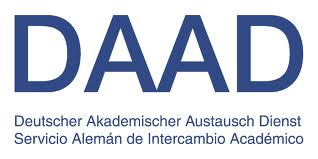 DAAD
Deutscher Akademischer Austausch Dienst
Servicio Alemán de Intercambio Académico